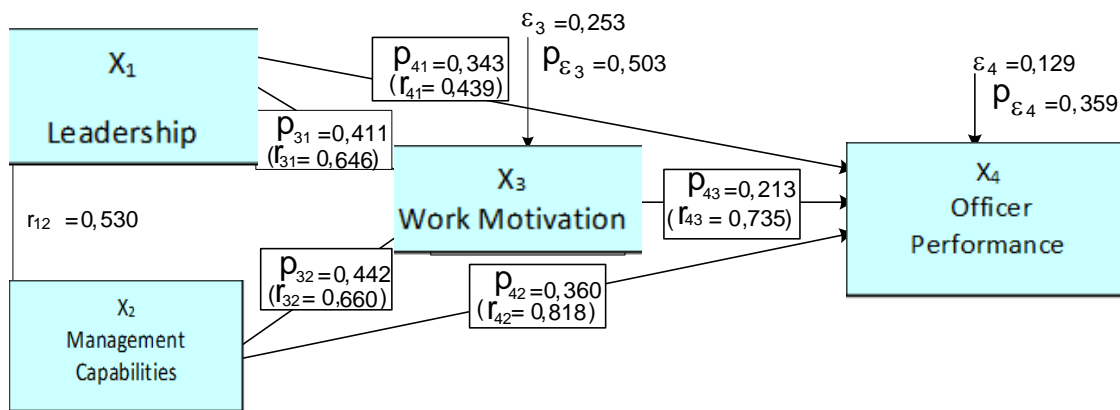 X₁
Leadership
p₄₁=0,343
(r₄₁= 0,439)
ε₃=0,253
pε₃=0,503
ε₄=0,129
pε₄=0,359
p₃₁=0,411
(r₃₁= 0,646)
X₃
Work Motivation
p₄₃=0,213
(r₄₃ = 0,735)
X₄
Officer
Performance
r₁₂ =0,530
p₃₂=0,442
(r₃₂= 0,660)
p₄₂=0,360
(r₄₂=0,818)
X₂
Management
Capabilities